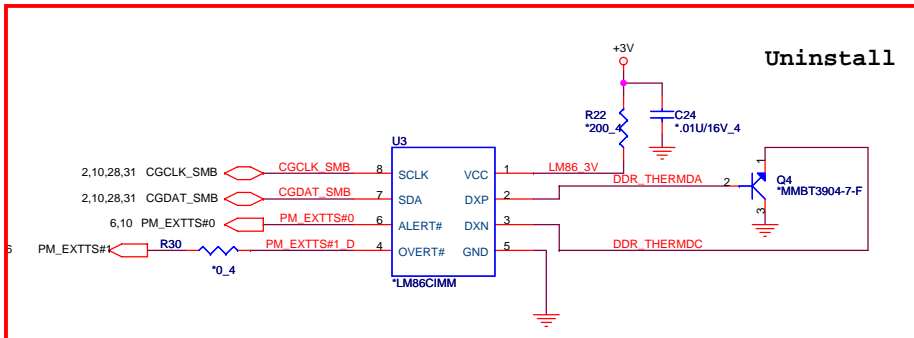 +3V
Uninstall
R22
*200_4
C24
*.01U/16V_4
U3
2,10,28,31 CGCLK_SMB CGCLK_SMB 8 SCLK VCC 1 LM86_3V
2,10,28,31 CGDAT_SMB CGDAT_SMB 7 SDA DXP 2 DDR_THERMDA 2
1
Q4
*MMBT3904-7-F
3
6,10 PM_EXTTS#0 PM_EXTTS#0 6 ALERT# DXN 3
6 PM_EXTTS#1 R30 PM_EXTTS#1_D 4 OVERT# GND 5 DDR_THERMDC
*0_4
*LM86CIMM